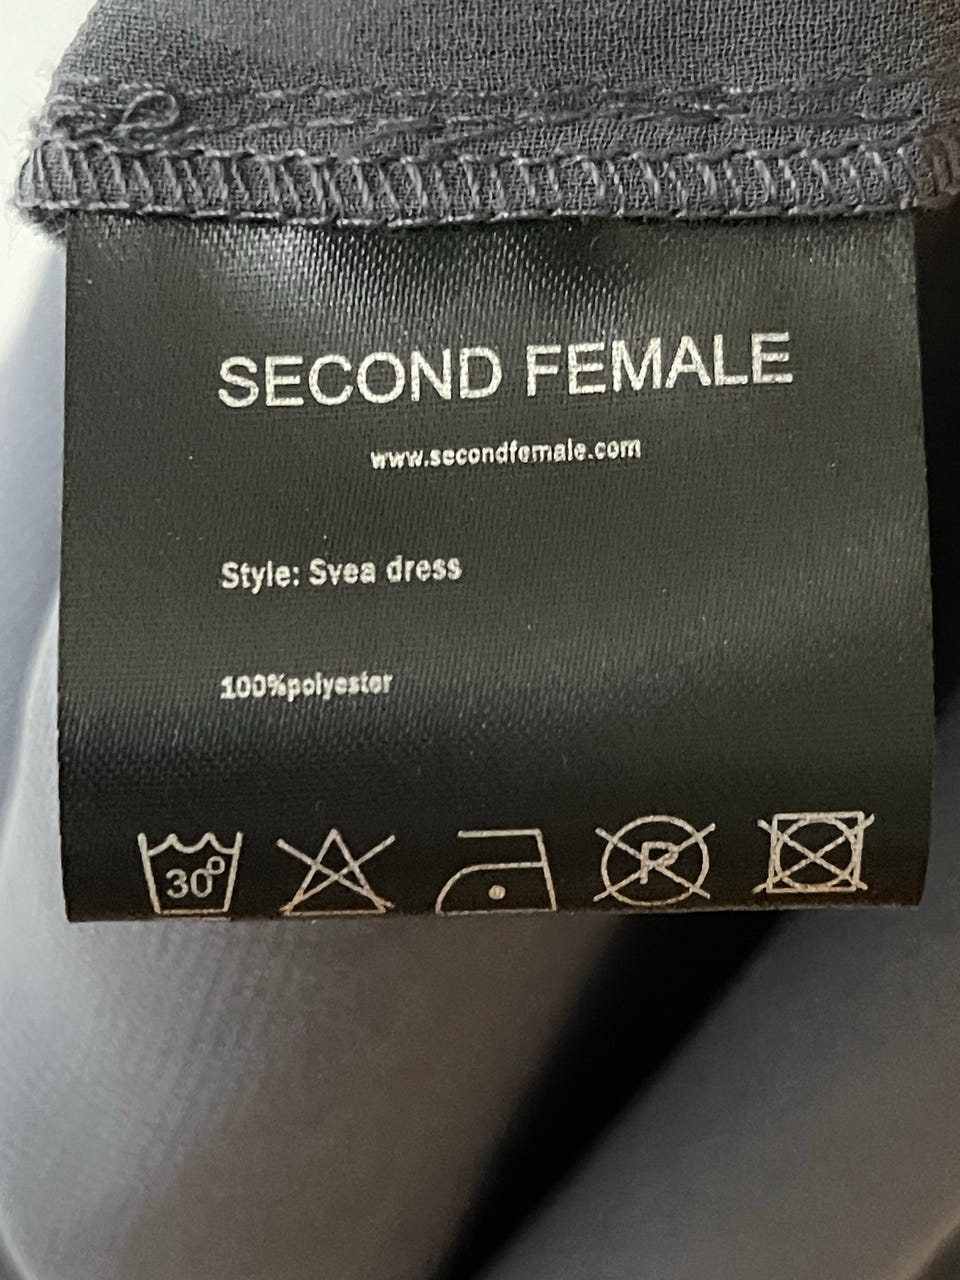 SECOND FEMALE
www.secondfemale.com
Style: Svea dress
100%polyester
30°
P